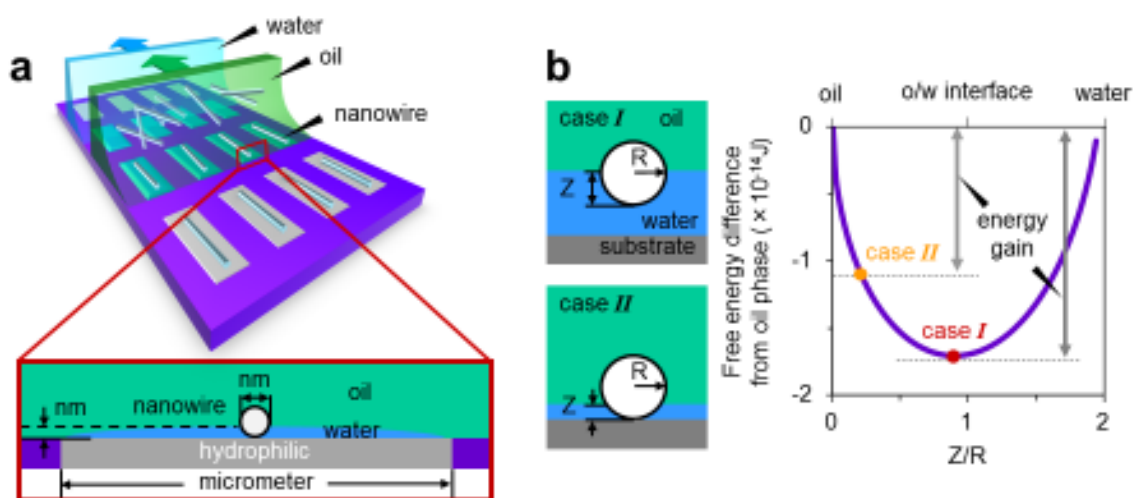 a
water
oil
nanowire
nm
nanowire
nm
oil
water
hydrophilic
micrometer
b
case I oil
R
Z
water
substrate
case II
R
Z
oil o/w interface water
Free energy difference
from oil phase (×10⁻¹⁴J)
0
-1
-2
energy
gain
case II
case I
0 1 2
Z/R